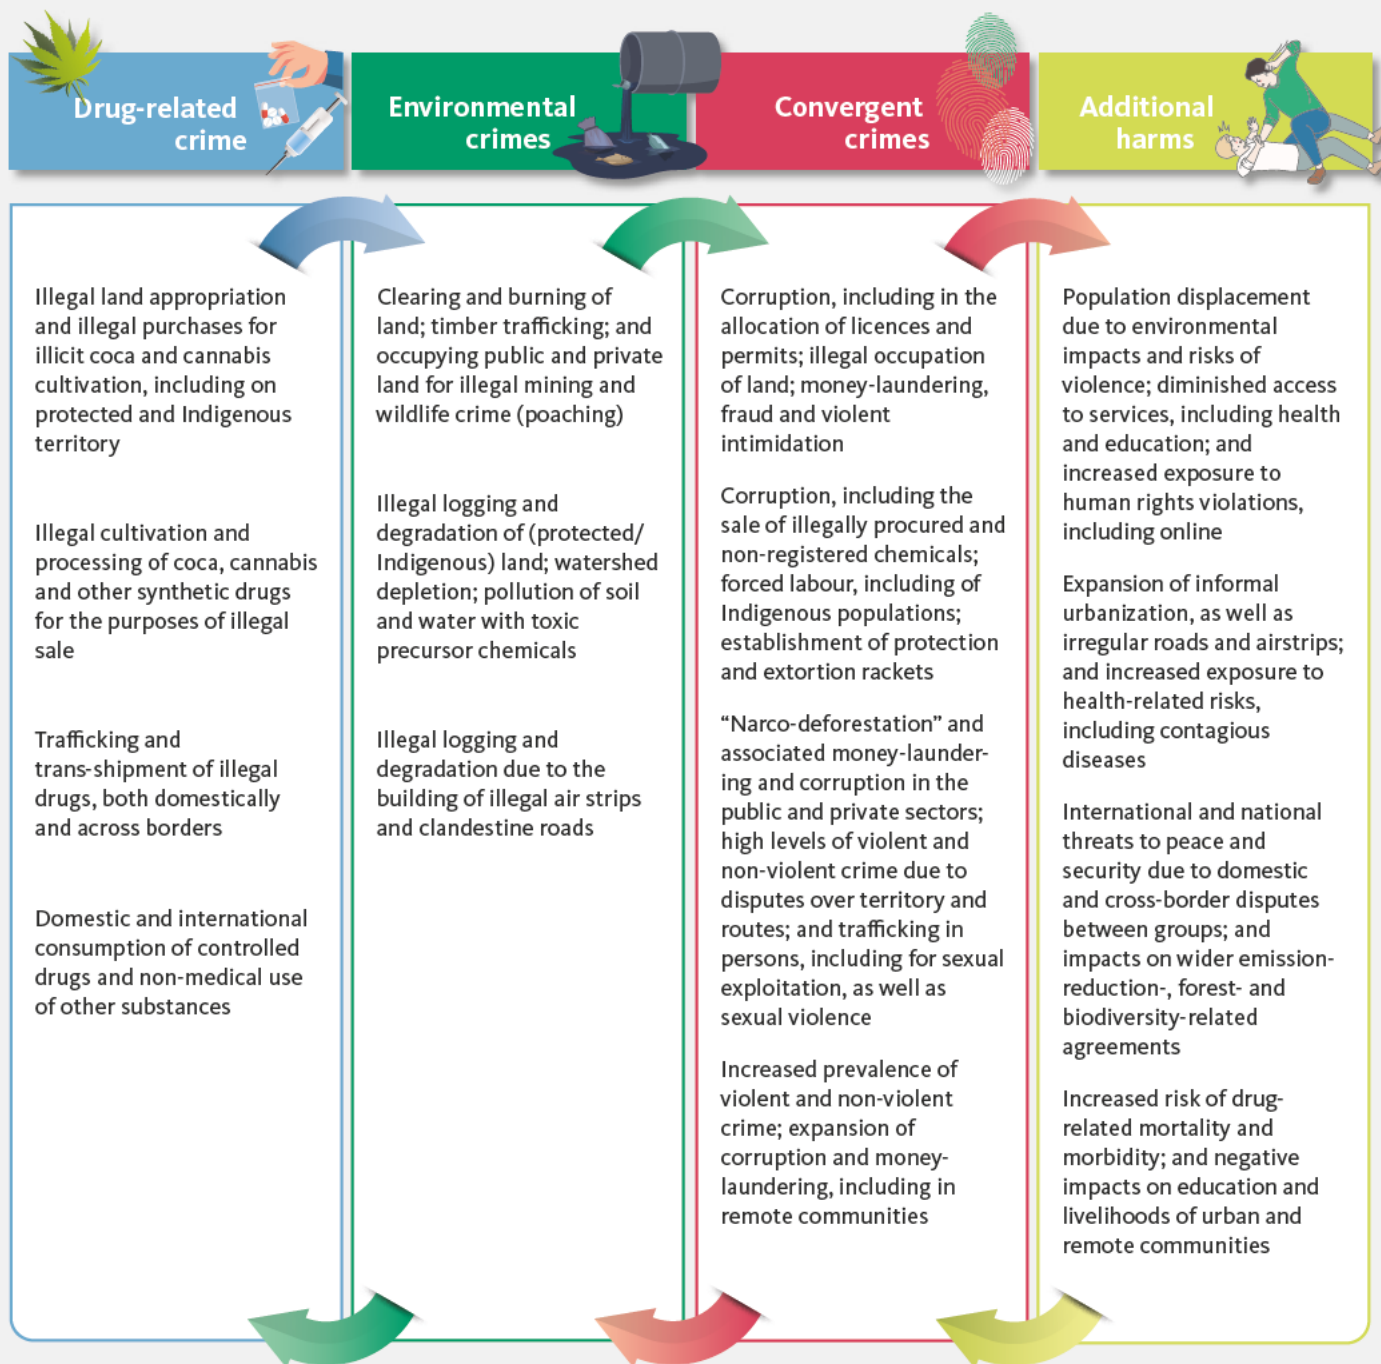 Drug-related
crime
Environmental
crimes
Convergent
crimes
Additional
harms
Illegal land appropriation
and illegal purchases for
illicit coca and cannabis
cultivation, including on
protected and Indigenous
territory
Illegal cultivation and
processing of coca, cannabis
and other synthetic drugs
for the purposes of illegal
sale
Trafficking and
trans-shipment of illegal
drugs, both domestically
and across borders
Domestic and international
consumption of controlled
drugs and non-medical use
of other substances
Clearing and burning of
land; timber trafficking; and
occupying public and private
land for illegal mining and
wildlife crime (poaching)
Illegal logging and
degradation of (protected/
Indigenous) land; watershed
depletion; pollution of soil
and water with toxic
precursor chemicals
Illegal logging and
degradation due to the
building of illegal air strips
and clandestine roads
Corruption, including in the
allocation of licences and
permits; illegal occupation
of land; money-laundering,
fraud and violent
intimidation
Corruption, including the
sale of illegally procured and
non-registered chemicals;
forced labour, including of
Indigenous populations;
establishment of protection
and extortion rackets
“Narco-deforestation” and
associated money-launder-
ing and corruption in the
public and private sectors;
high levels of violent and
non-violent crime due to
disputes over territory and
routes; and trafficking in
persons, including for sexual
exploitation, as well as
sexual violence
Increased prevalence of
violent and non-violent
crime; expansion of
corruption and money-
laundering, including in
remote communities
Population displacement
due to environmental
impacts and risks of
violence; diminished access
to services, including health
and education; and
increased exposure to
human rights violations,
including online
Expansion of informal
urbanization, as well as
irregular roads and airstrips;
and increased exposure to
health-related risks,
including contagious
diseases
International and national
threats to peace and
security due to domestic
and cross-border disputes
between groups; and
impacts on wider emission-
reduction-, forest- and
biodiversity-related
agreements
Increased risk of drug-
related mortality and
morbidity; and negative
impacts on education and
livelihoods of urban and
remote communities